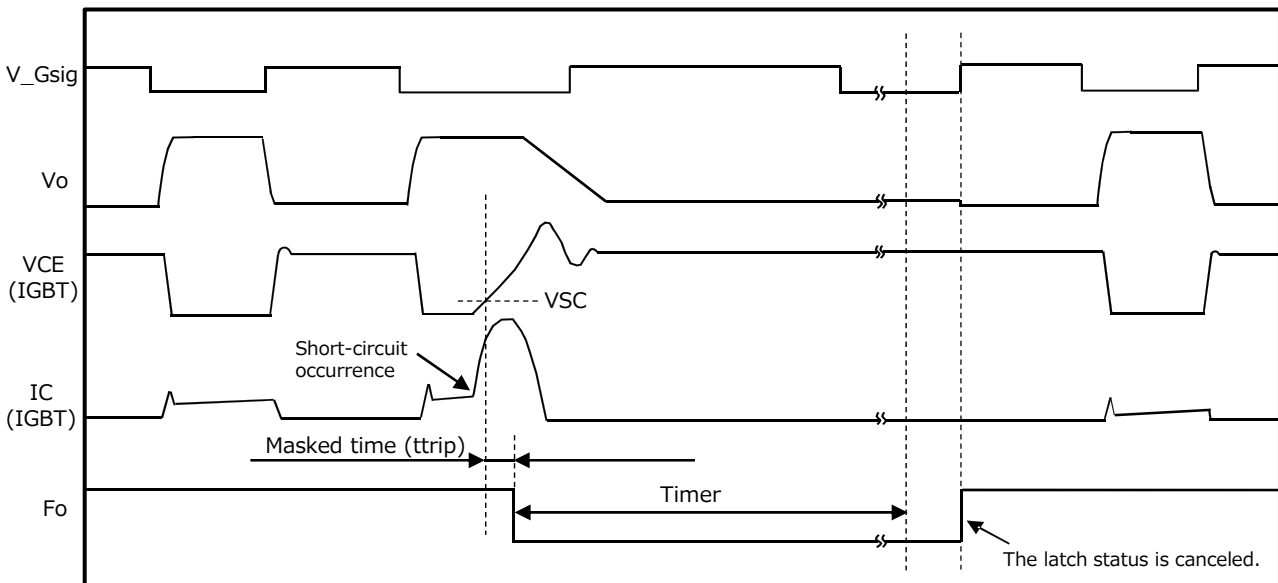 V_Gsig
Vo
VCE
(IGBT)
VSC
Short-circuit
occurrence
IC
(IGBT)
Masked time (ttrip)
Fo
Timer
The latch status is canceled.